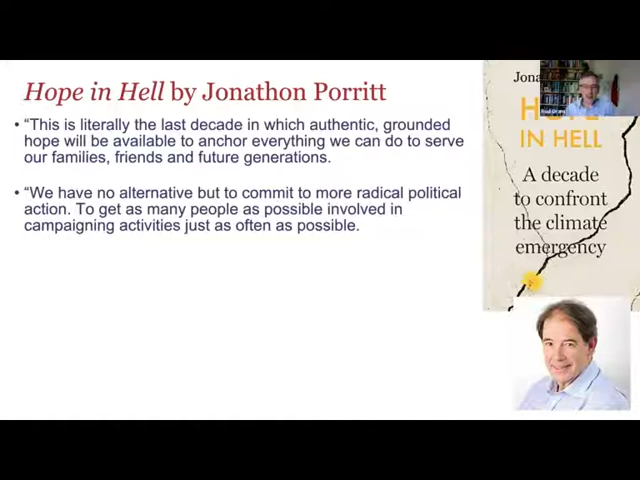 Hope in Hell by Jonathon Porritt
• “This is literally the last decade in which authentic, grounded
hope will be available to anchor everything we can do to serve
our families, friends and future generations.
• “We have no alternative but to commit to more radical political
action. To get as many people as possible involved in
campaigning activities just as often as possible.
IN HELL
A decade
to confront
the climate
emergency